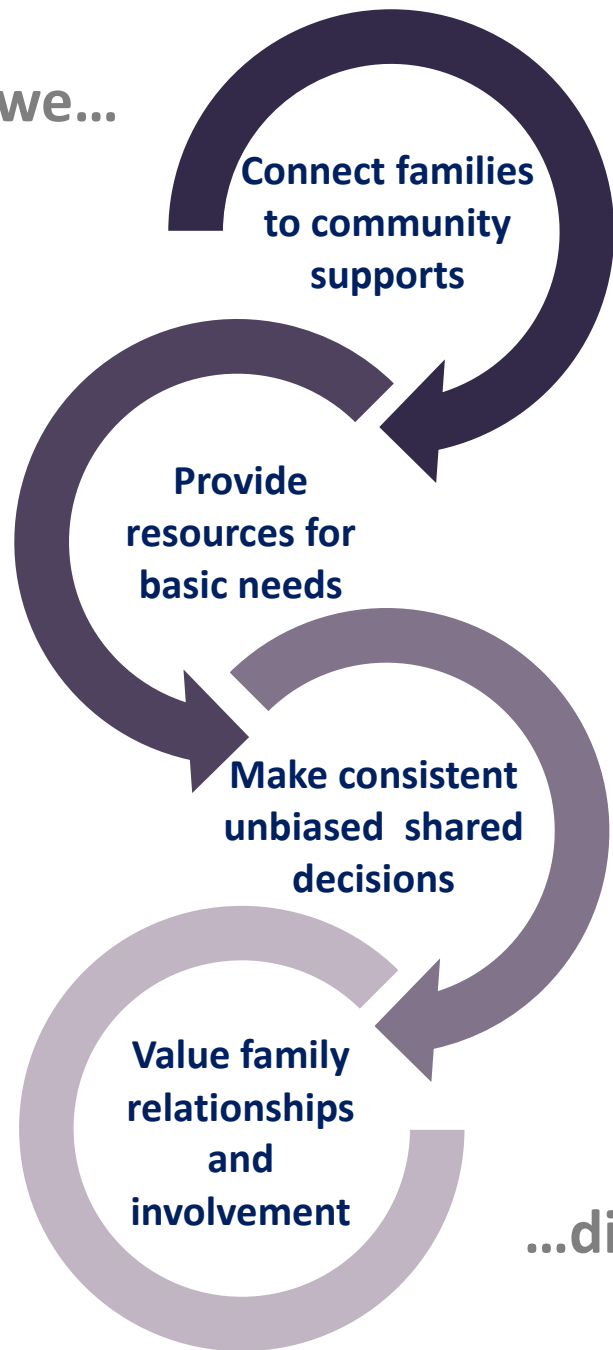 we…
Connect families
to community
supports
Provide
resources for
basic needs
Make consistent
unbiased  shared
decisions
Value family
relationships
and
involvement
…di